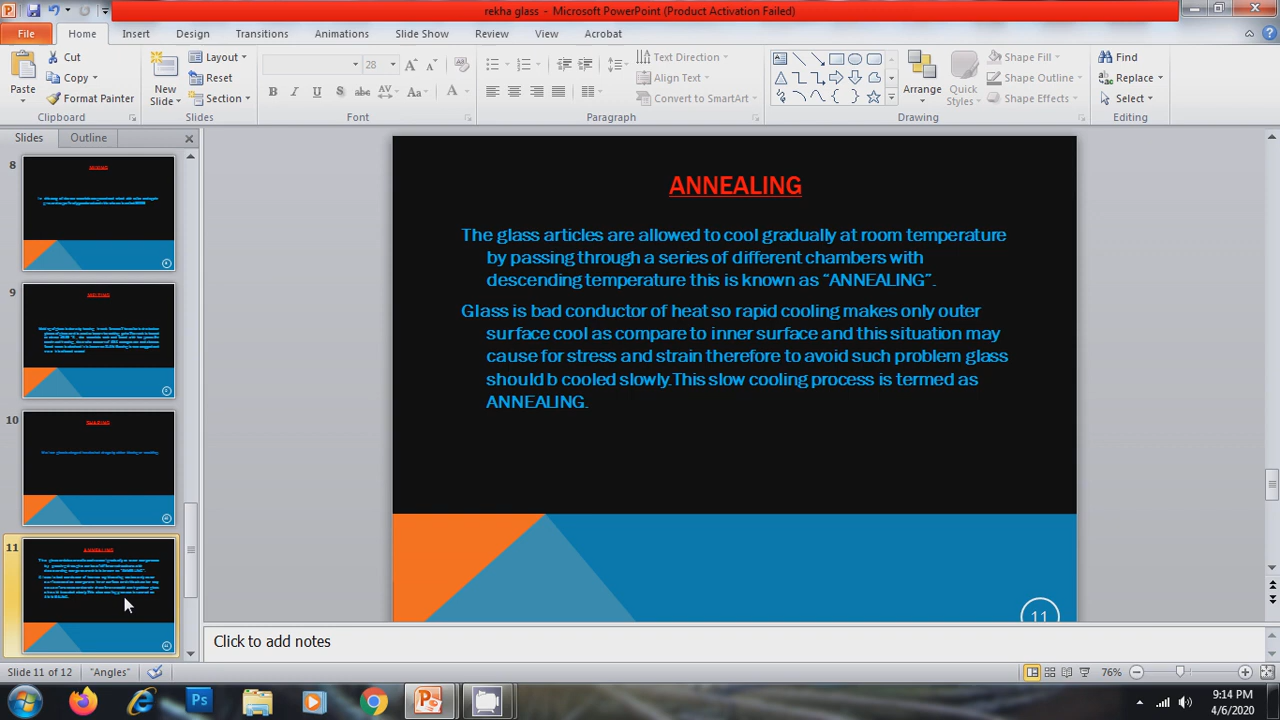 rekha glass - Microsoft PowerPoint (Product Activation Failed)
File Home Insert Design Transitions Animations Slide Show Review View Acrobat
Paste
Cut
Copy
Format Painter
Clipboard
New
Slide
Layout
Reset
Section
Slides
28
B I U S abc AV Aa A
Font
Text Direction
Align Text
Convert to SmartArt
Paragraph
Arrange
Quick
Styles
Shape Fill
Shape Outline
Shape Effects
Drawing
Find
Replace
Select
Editing
Slides Outline
8
9
MELTING
10
SHAPING
11
ANNEALING
ANNEALING
The glass articles are allowed to cool gradually at room temperature
by passing through a series of different chambers with
descending temperature this is known as “ANNEALING”.
Glass is bad conductor of heat so rapid cooling makes only outer
surface cool as compare to inner surface and this situation may
cause for stress and strain therefore to avoid such problem glass
should b cooled slowly.This slow cooling process is termed as
ANNEALING.
11
Click to add notes
Slide 11 of 12 "Angles" 76%
9:14 PM
4/6/2020